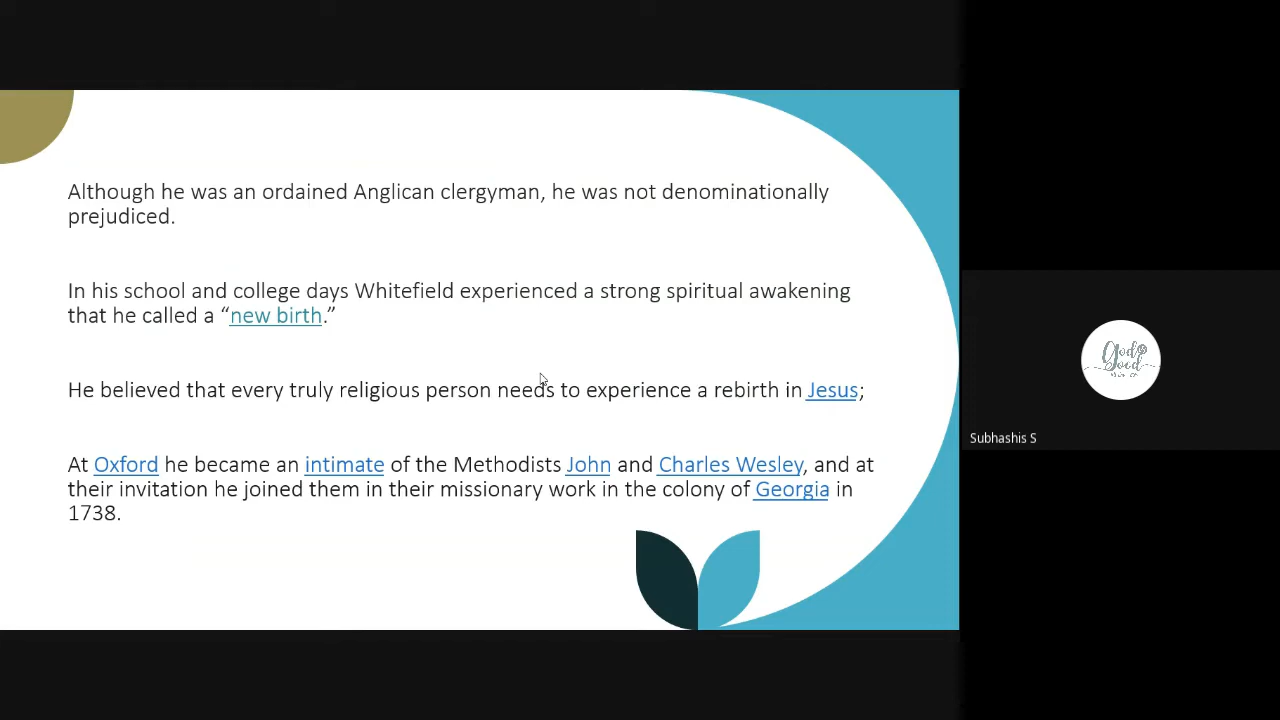 Although he was an ordained Anglican clergyman, he was not denominationally
prejudiced.
In his school and college days Whitefield experienced a strong spiritual awakening
that he called a “new birth.”
He believed that every truly religious person needs to experience a rebirth in Jesus;
At Oxford he became an intimate of the Methodists John and Charles Wesley, and at
their invitation he joined them in their missionary work in the colony of Georgia in
1738.
God
Good
Subhashis S